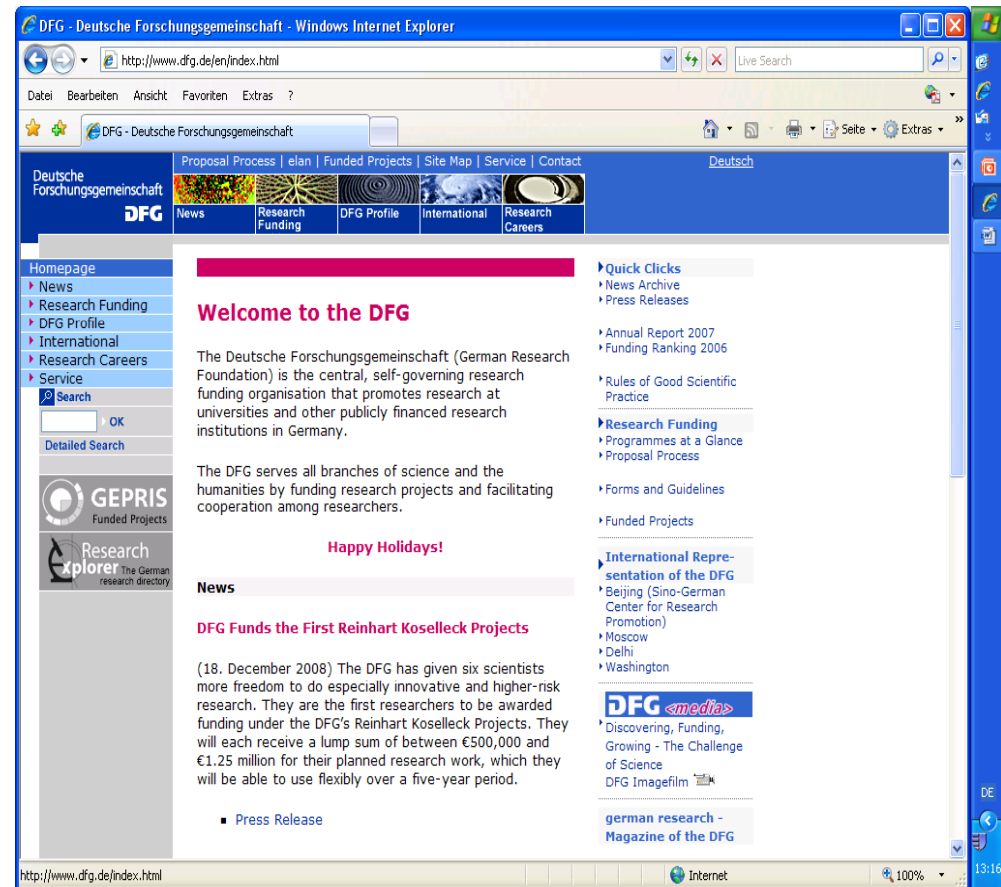 DFG - Deutsche Forschungsgemeinschaft - Windows Internet Explorer
http://www.dfg.de/en/index.html
Live Search
Datei Bearbeiten Ansicht Favoriten Extras ?
DFG - Deutsche Forschungsgemeinschaft
Seite
Extras
»
Deutsche
Forschungsgemeinschaft
DFG
Proposal Process | elan | Funded Projects | Site Map | Service | Contact
Deutsch
News
Research
Funding
DFG Profile
International
Research
Careers
Homepage
News
Research Funding
DFG Profile
International
Research Careers
Service
Search
OK
Detailed Search
GEPRIS
Funded Projects
Research
Explorer The German
research directory
Welcome to the DFG
The Deutsche Forschungsgemeinschaft (German Research
Foundation) is the central, self-governing research
funding organisation that promotes research at
universities and other publicly financed research
institutions in Germany.
The DFG serves all branches of science and the
humanities by funding research projects and facilitating
cooperation among researchers.
Happy Holidays!
News
DFG Funds the First Reinhart Koselleck Projects
(18. December 2008) The DFG has given six scientists
more freedom to do especially innovative and higher-risk
research. They are the first researchers to be awarded
funding under the DFG's Reinhart Koselleck Projects. They
will each receive a lump sum of between €500,000 and
€1.25 million for their planned research work, which they
will be able to use flexibly over a five-year period.
Press Release
Quick Clicks
News Archive
Press Releases
Annual Report 2007
Funding Ranking 2006
Rules of Good Scientific
Practice
Research Funding
Programmes at a Glance
Proposal Process
Forms and Guidelines
Funded Projects
International Repre-
sentation of the DFG
Beijing (Sino-German
Center for Research
Promotion)
Moscow
Delhi
Washington
DFG <media>
Discovering, Funding,
Growing - The Challenge
of Science
DFG Imagefilm
german research -
Magazine of the DFG
http://www.dfg.de/index.html
Internet
100%
DE
13:16